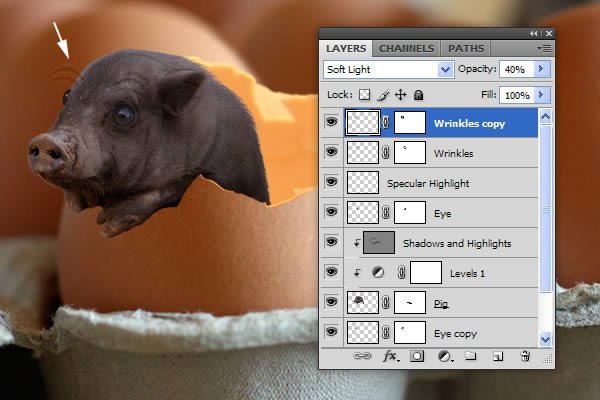 LAYERS CHANNELS PATHS
Soft Light Opacity: 40%
Lock: Fill: 100%
Wrinkles copy
Wrinkles
Specular Highlight
Eye
Shadows and Highlights
Levels 1
Pig
Eye copy
fx